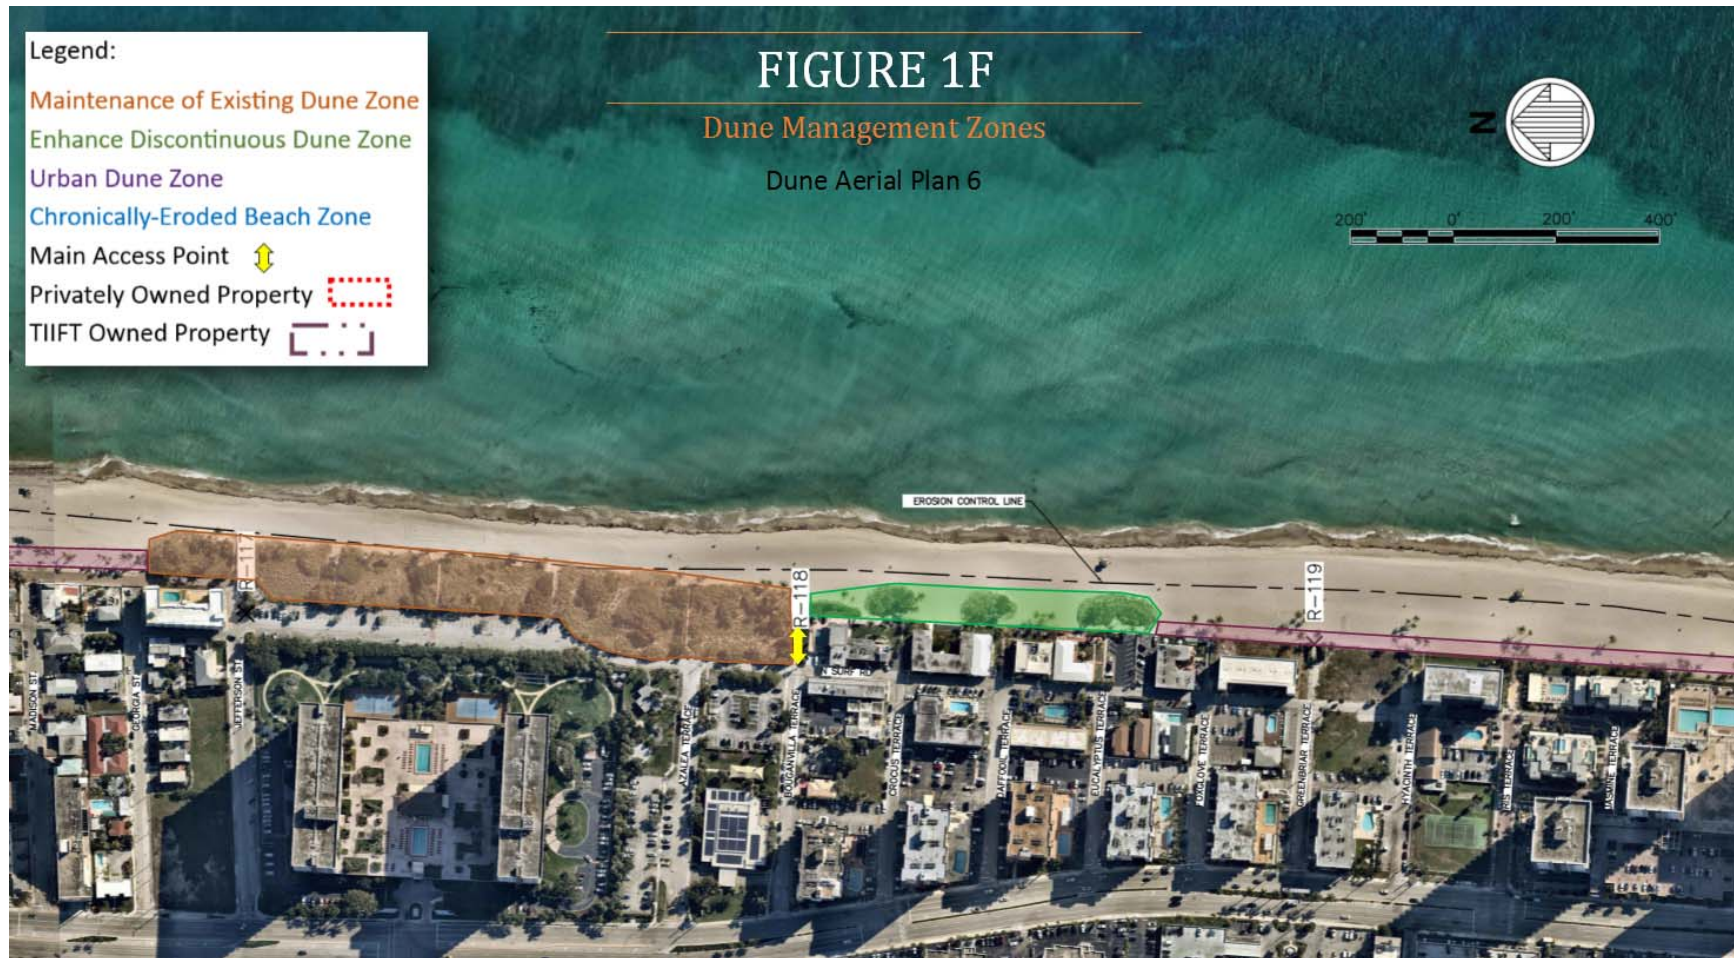 Legend:
Maintenance of Existing Dune Zone
Enhance Discontinuous Dune Zone
Urban Dune Zone
Chronically-Eroded Beach Zone
Main Access Point
Privately Owned Property
TIIFT Owned Property
FIGURE 1F
Dune Management Zones
Dune Aerial Plan 6
N
200' 0' 200' 400'
EROSION CONTROL LINE
R-117
R-118
R-119
N SURF RD
MADISON ST.
GEORGIA ST.
JEFFERSON ST.
AZALEA TERRACE
BOUGANVILLA TERRACE
CROCUS TERRACE
DAFFODIL TERRACE
EUCALYPTUS TERRACE
FOXGLOVE TERRACE
GREENBRIAR TERRACE
HYACINTH TERRACE
IRIS TERRACE
JASMINE TERRACE